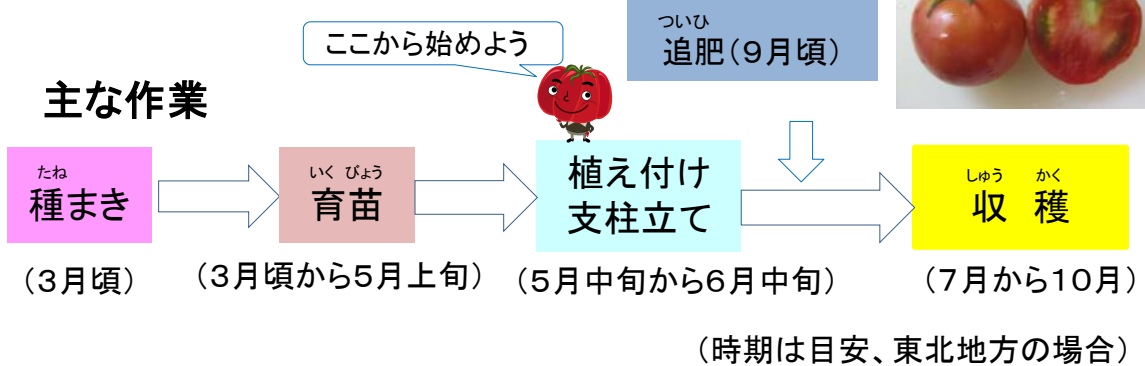 ここから始めよう
ついひ
追肥（９月頃）
主な作業
たね
種まき
いく びょう
育苗
植え付け
支柱立て
しゅう かく
収 穫
（３月頃）
（３月頃から５月上旬）
（５月中旬から６月中旬）
（７月から１０月）
（時期は目安、東北地方の場合）